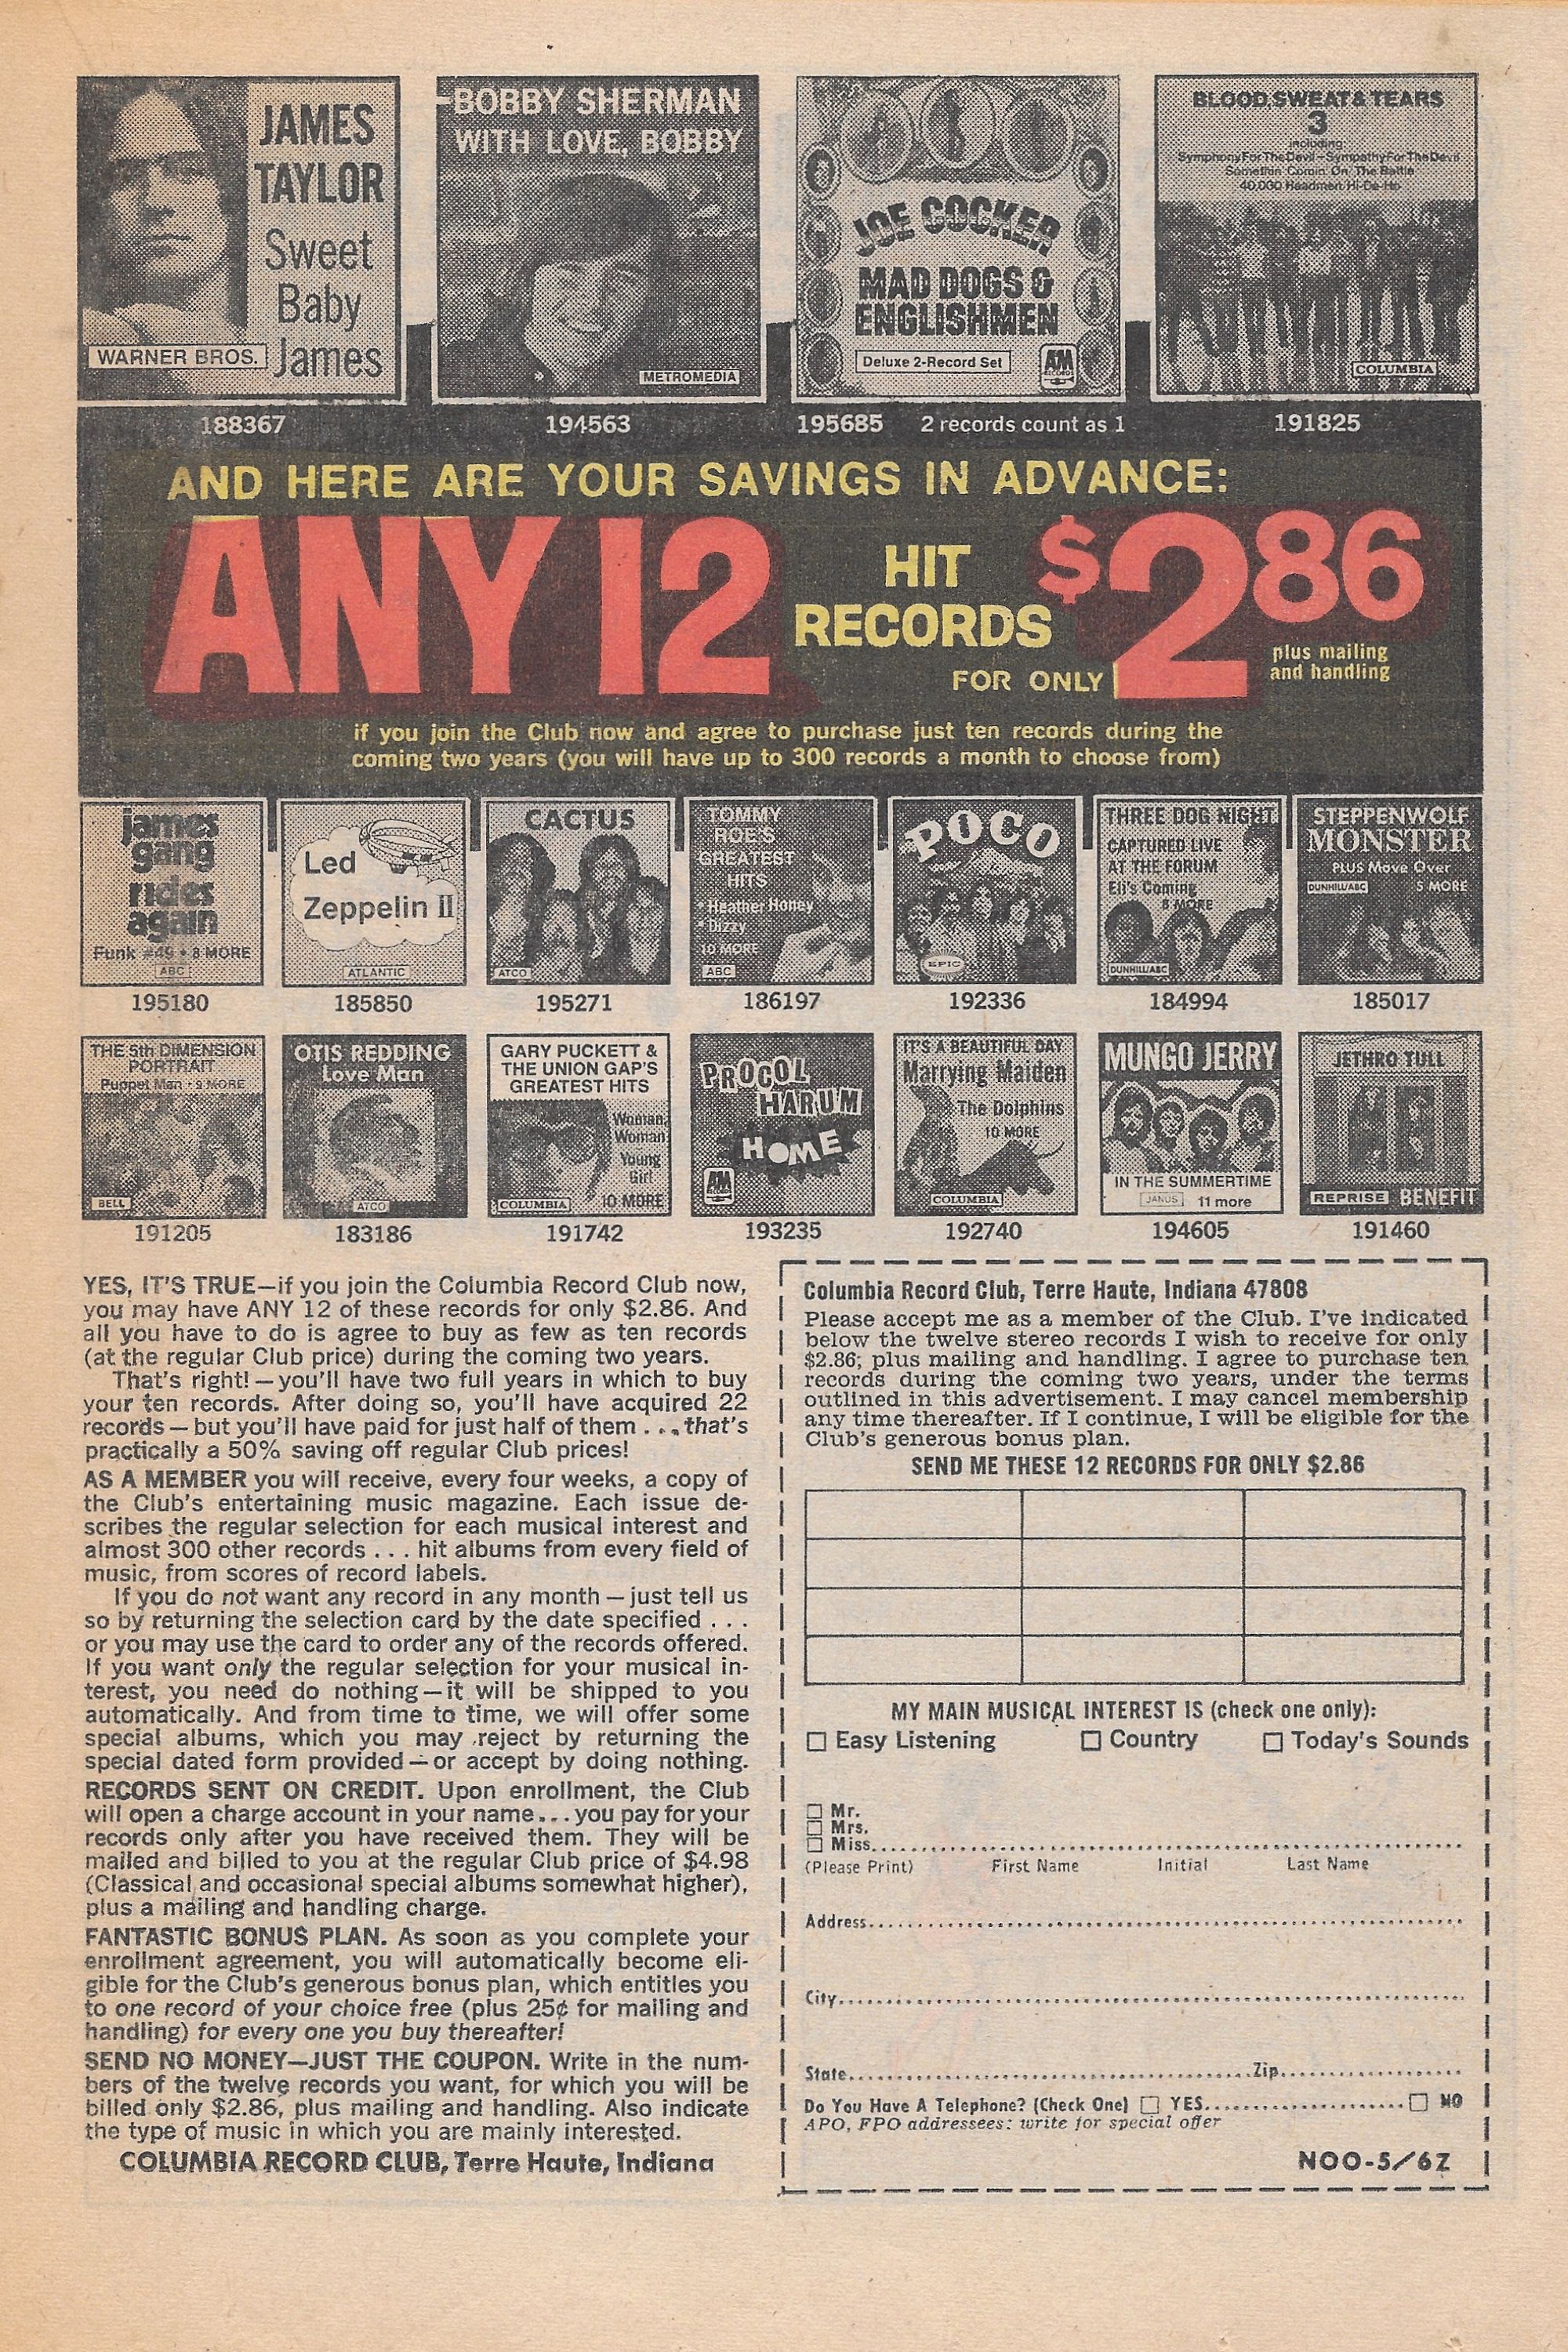 JAMES
TAYLOR
Sweet
Baby
James
WARNER BROS.
188367
BOBBY SHERMAN
WITH LOVE, BOBBY
METROMEDIA
194563
JOE COCKER
MAD DOGS &
ENGLISHMEN
Deluxe 2-Record Set
AM
RECORDS
195685 2 records count as 1
BLOOD, SWEAT & TEARS
3
including:
Symphony For The Devil-Sympathy For The Devil
Somethin' Comin' On The Battle
40,000 Headmen/Hi-De-Ho
COLUMBIA
191825
AND HERE ARE YOUR SAVINGS IN ADVANCE:
ANY 12 HIT RECORDS FOR ONLY $2.86
plus mailing
and handling
if you join the Club now and agree to purchase just ten records during the
coming two years (you will have up to 300 records a month to choose from)
james
gang
rides
again
Funk #49 • 8 MORE
ABC
195180
Led
Zeppelin II
ATLANTIC
185850
CACTUS
ATCO
195271
TOMMY
ROE'S
GREATEST
HITS
• Heather Honey
Dizzy
10 MORE
ABC
186197
POCO
EPIC
192336
THREE DOG NIGHT
CAPTURED LIVE
AT THE FORUM
Eli's Coming
8 MORE
DUNHILL/ABC
184994
STEPPENWOLF
MONSTER
PLUS Move Over
DUNHILL/ABC 5 MORE
185017
THE 5th DIMENSION
PORTRAIT
Puppet Man • 9 MORE
BELL
191205
OTIS REDDING
Love Man
ATCO
183186
GARY PUCKETT &
THE UNION GAP'S
GREATEST HITS
Woman,
Woman
Young
Girl
COLUMBIA 10 MORE
191742
PROCOL
HARUM
HOME
AM
RECORDS
193235
IT'S A BEAUTIFUL DAY
Marrying Maiden
The Dolphins
10 MORE
COLUMBIA
192740
MUNGO JERRY
IN THE SUMMERTIME
JANUS 11 more
194605
JETHRO TULL
REPRISE BENEFIT
191460
YES, IT'S TRUE—if you join the Columbia Record Club now,
you may have ANY 12 of these records for only $2.86. And
all you have to do is agree to buy as few as ten records
(at the regular Club price) during the coming two years.
That's right!—you'll have two full years in which to buy
your ten records. After doing so, you'll have acquired 22
records—but you'll have paid for just half of them . . . that's
practically a 50% saving off regular Club prices!
AS A MEMBER you will receive, every four weeks, a copy of
the Club's entertaining music magazine. Each issue de-
scribes the regular selection for each musical interest and
almost 300 other records . . . hit albums from every field of
music, from scores of record labels.
If you do not want any record in any month—just tell us
so by returning the selection card by the date specified . . .
or you may use the card to order any of the records offered.
If you want only the regular selection for your musical in-
terest, you need do nothing—it will be shipped to you
automatically. And from time to time, we will offer some
special albums, which you may reject by returning the
special dated form provided—or accept by doing nothing.
RECORDS SENT ON CREDIT. Upon enrollment, the Club
will open a charge account in your name...you pay for your
records only after you have received them. They will be
mailed and billed to you at the regular Club price of $4.98
(Classical and occasional special albums somewhat higher),
plus a mailing and handling charge.
FANTASTIC BONUS PLAN. As soon as you complete your
enrollment agreement, you will automatically become eli-
gible for the Club's generous bonus plan, which entitles you
to one record of your choice free (plus 25¢ for mailing and
handling) for every one you buy thereafter!
SEND NO MONEY—JUST THE COUPON. Write in the num-
bers of the twelve records you want, for which you will be
billed only $2.86, plus mailing and handling. Also indicate
the type of music in which you are mainly interested.
COLUMBIA RECORD CLUB, Terre Haute, Indiana
Columbia Record Club, Terre Haute, Indiana 47808
Please accept me as a member of the Club. I've indicated
below the twelve stereo records I wish to receive for only
$2.86; plus mailing and handling. I agree to purchase ten
records during the coming two years, under the terms
outlined in this advertisement. I may cancel membership
any time thereafter. If I continue, I will be eligible for the
Club's generous bonus plan.
SEND ME THESE 12 RECORDS FOR ONLY $2.86
MY MAIN MUSICAL INTEREST IS (check one only):
Easy Listening Country Today's Sounds
Mr.
Mrs.
Miss
(Please Print) First Name Initial Last Name
Address
City
State Zip
Do You Have A Telephone? (Check One) YES NO
APO, FPO addressees: write for special offer
NOO-5/6Z